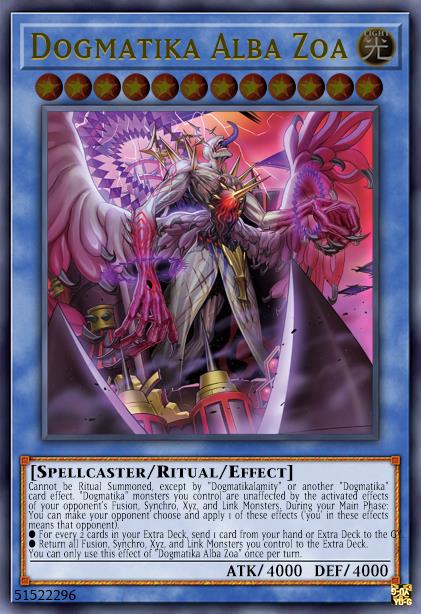 Dogmatika Alba Zoa
LIGHT
光
[Spellcaster/Ritual/Effect]
Cannot be Ritual Summoned, except by "Dogmatikalamity" or another "Dogmatika"
card effect. "Dogmatika" monsters you control are unaffected by the activated effects
of your opponent's Fusion, Synchro, Xyz, and Link Monsters, During your Main Phase:
You can make your opponent choose and apply 1 of these effects ('you' in these effects
means that opponent).
● For every 2 cards in your Extra Deck, send 1 card from your hand or Extra Deck to the
● Return all Fusion, Synchro, Xyz, and Link Monsters you control to the Extra Deck.
You can only use this effect of "Dogmatika Alba Zoa" once per turn.
ATK/4000 DEF/4000
51522296